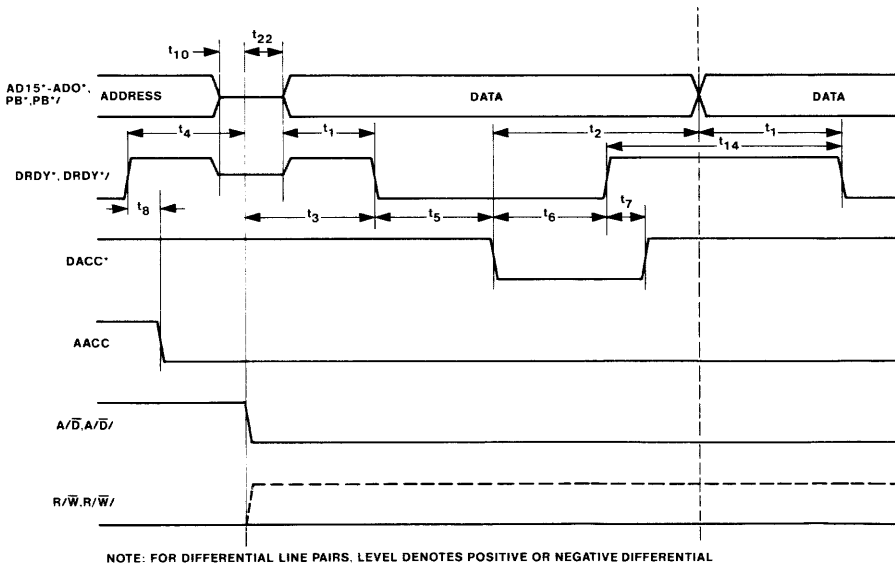 t10
t22
AD15*-AD0*,
PB*,PB*/
ADDRESS
DATA
DATA
t4
t1
t2
t1
t14
DRDY*, DRDY*/
t8
t3
t5
t6
t7
DACC*
AACC
A/D̅,A/D̅/
R/W̅,R/W̅/
NOTE: FOR DIFFERENTIAL LINE PAIRS, LEVEL DENOTES POSITIVE OR NEGATIVE DIFFERENTIAL